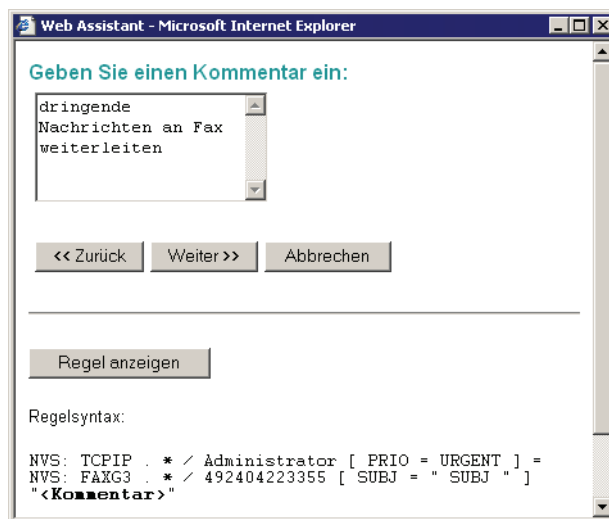 Web Assistant - Microsoft Internet Explorer
Geben Sie einen Kommentar ein:
dringende
Nachrichten an Fax
weiterleiten
<< Zurück Weiter >> Abbrechen
Regel anzeigen
Regelsyntax:
NVS: TCPIP . * / Administrator [ PRIO = URGENT ] =
NVS: FAXG3 . * / 492404223355 [ SUBJ = " SUBJ " ]
"<Kommentar>"